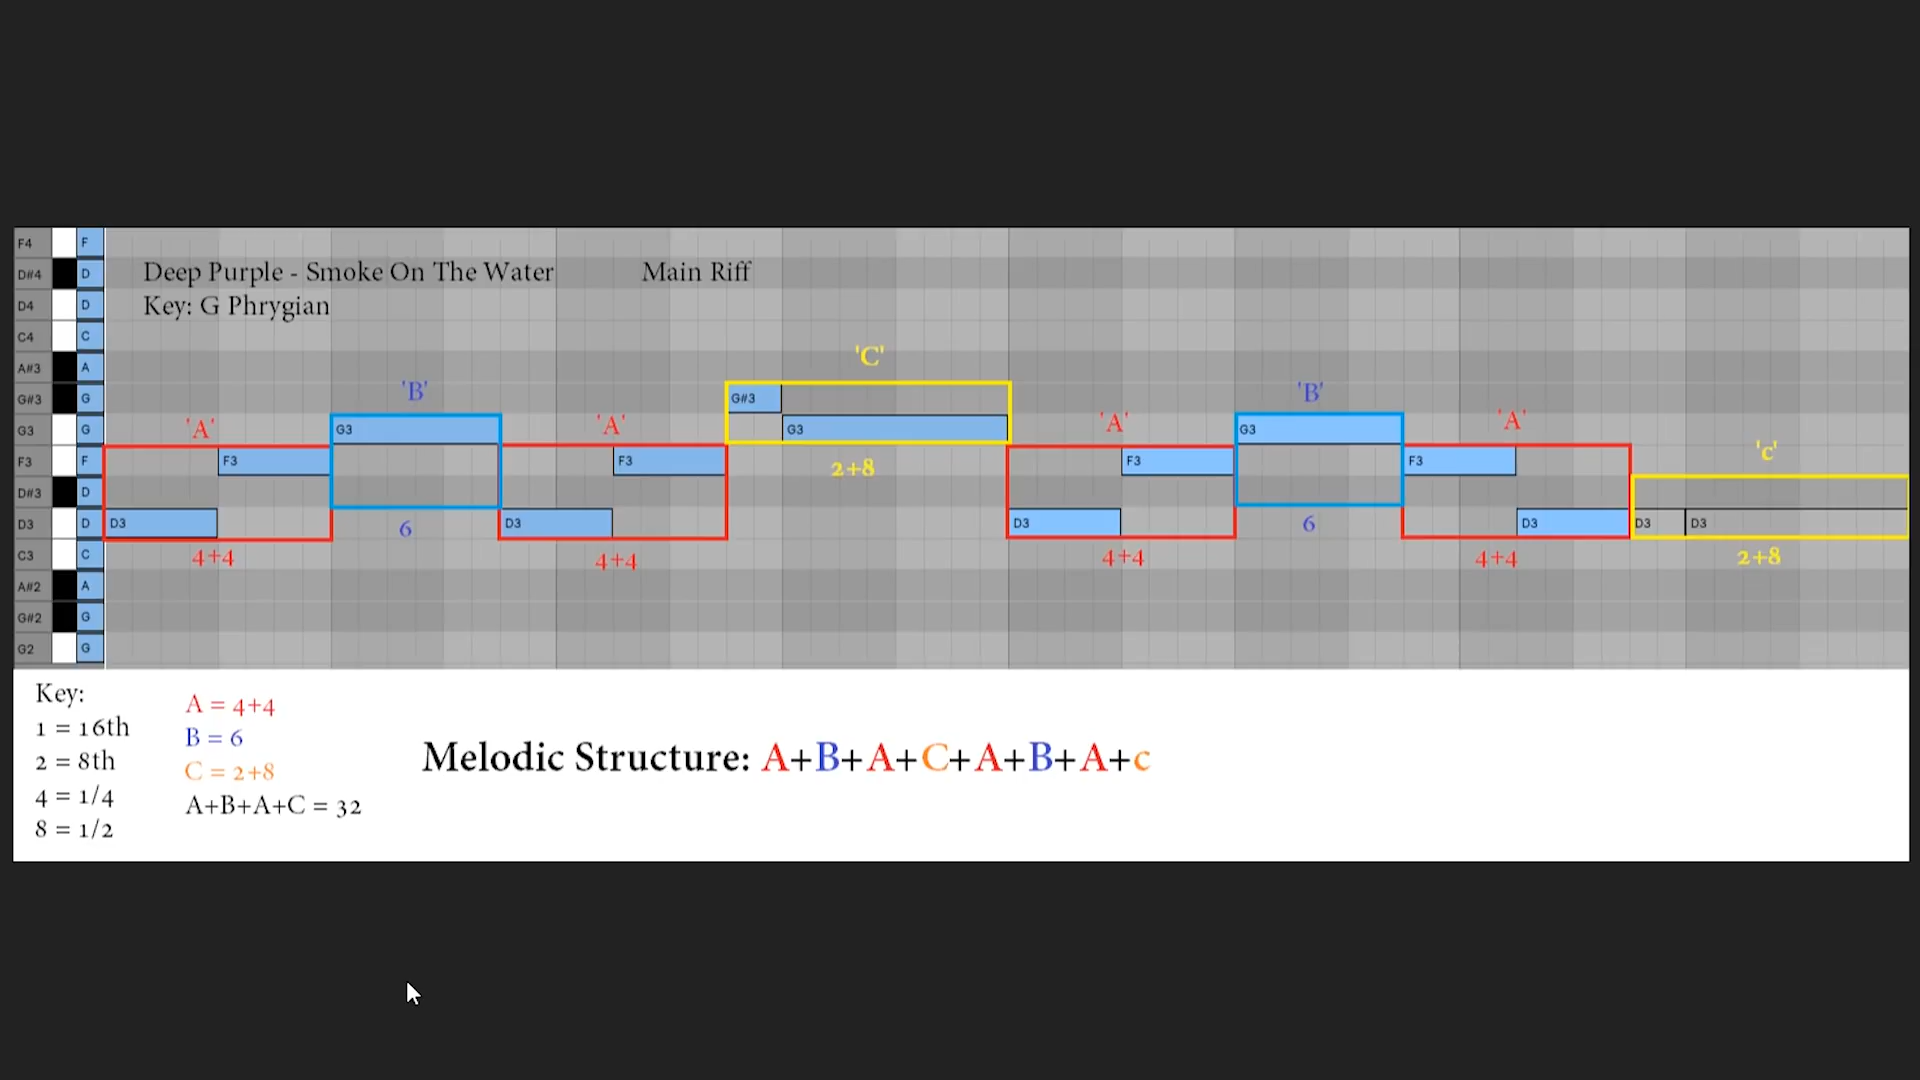 F4 F
D#4 D
D4 D
C4 C
A#3 A
G#3 G
G3 G
F3 F
D#3 D
D3 D
C3 C
A#2 A
G#2 G
G2 G
Deep Purple - Smoke On The Water Main Riff
Key: G Phrygian
'A' 'B' 'A' 'C' 'A' 'B' 'A' 'c'
G#3
G3 G3 G3
F3 F3 F3 F3
D3 D3 D3 D3 D3 D3
4+4 6 4+4 2+8 4+4 6 4+4 2+8
Key:
1 = 16th
2 = 8th
4 = 1/4
8 = 1/2
A = 4+4
B = 6
C = 2+8
A+B+A+C = 32
Melodic Structure: A+B+A+C+A+B+A+c